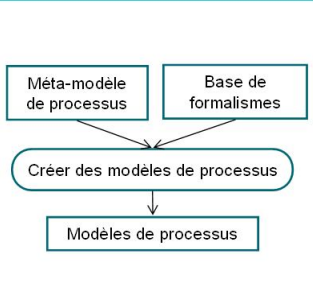 Méta-modèle
de processus
Base de
formalismes
Créer des modèles de processus
Modèles de processus